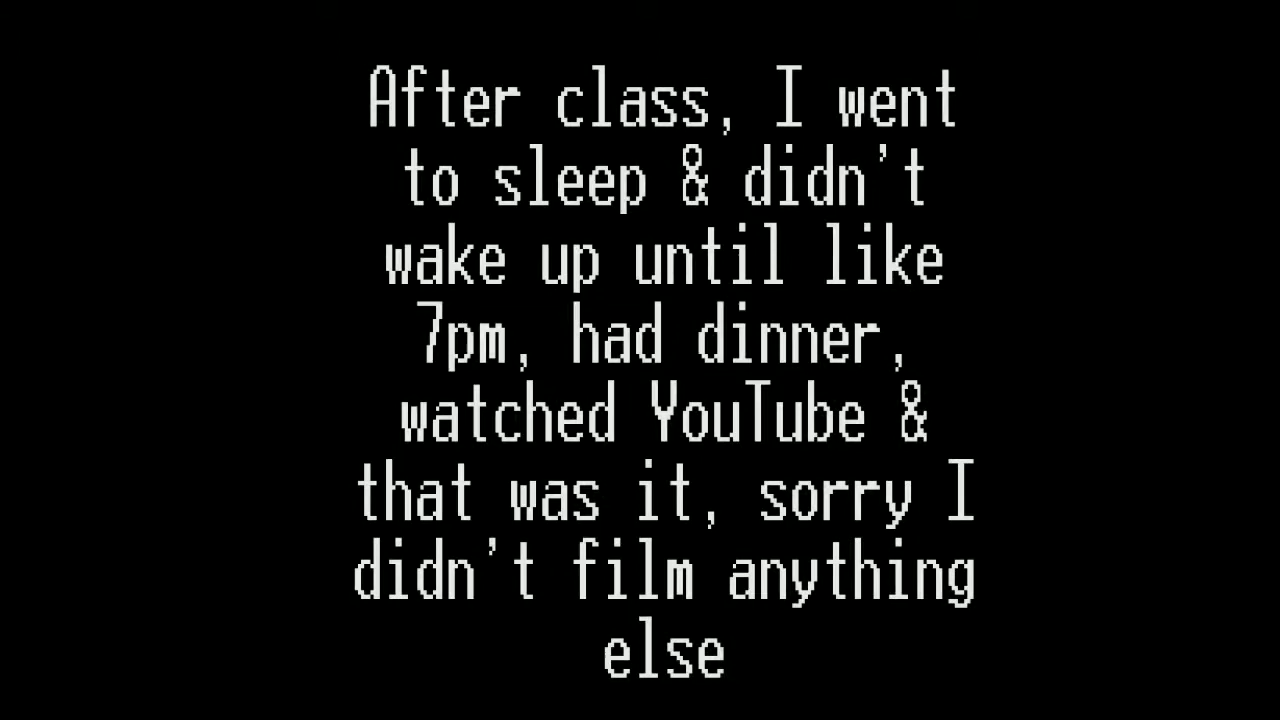 After class, I went
to sleep & didn't
wake up until like
7pm, had dinner,
watched YouTube &
that was it, sorry I
didn't film anything
else